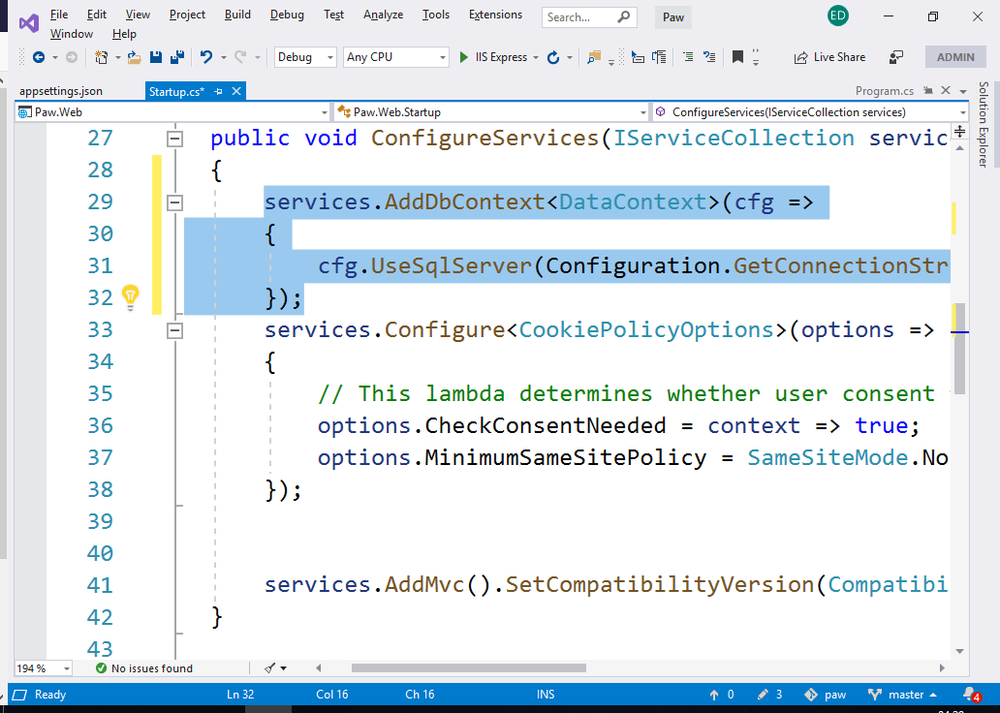 File Edit View Project Build Debug Test Analyze Tools Extensions Search... Paw ED
Window Help
Debug Any CPU IIS Express Live Share ADMIN
appsettings.json Startup.cs* Program.cs
Paw.Web Paw.Web.Startup ConfigureServices(IServiceCollection services)
Solution Explorer
27 public void ConfigureServices(IServiceCollection servic
28 {
29 services.AddDbContext<DataContext>(cfg =>
30 {
31 cfg.UseSqlServer(Configuration.GetConnectionStr
32 });
33 services.Configure<CookiePolicyOptions>(options =>
34 {
35 // This lambda determines whether user consent
36 options.CheckConsentNeeded = context => true;
37 options.MinimumSameSitePolicy = SameSiteMode.No
38 });
39
40
41 services.AddMvc().SetCompatibilityVersion(Compatibi
42 }
43
194 % No issues found
Ready Ln 32 Col 16 Ch 16 INS 0 3 paw master 4